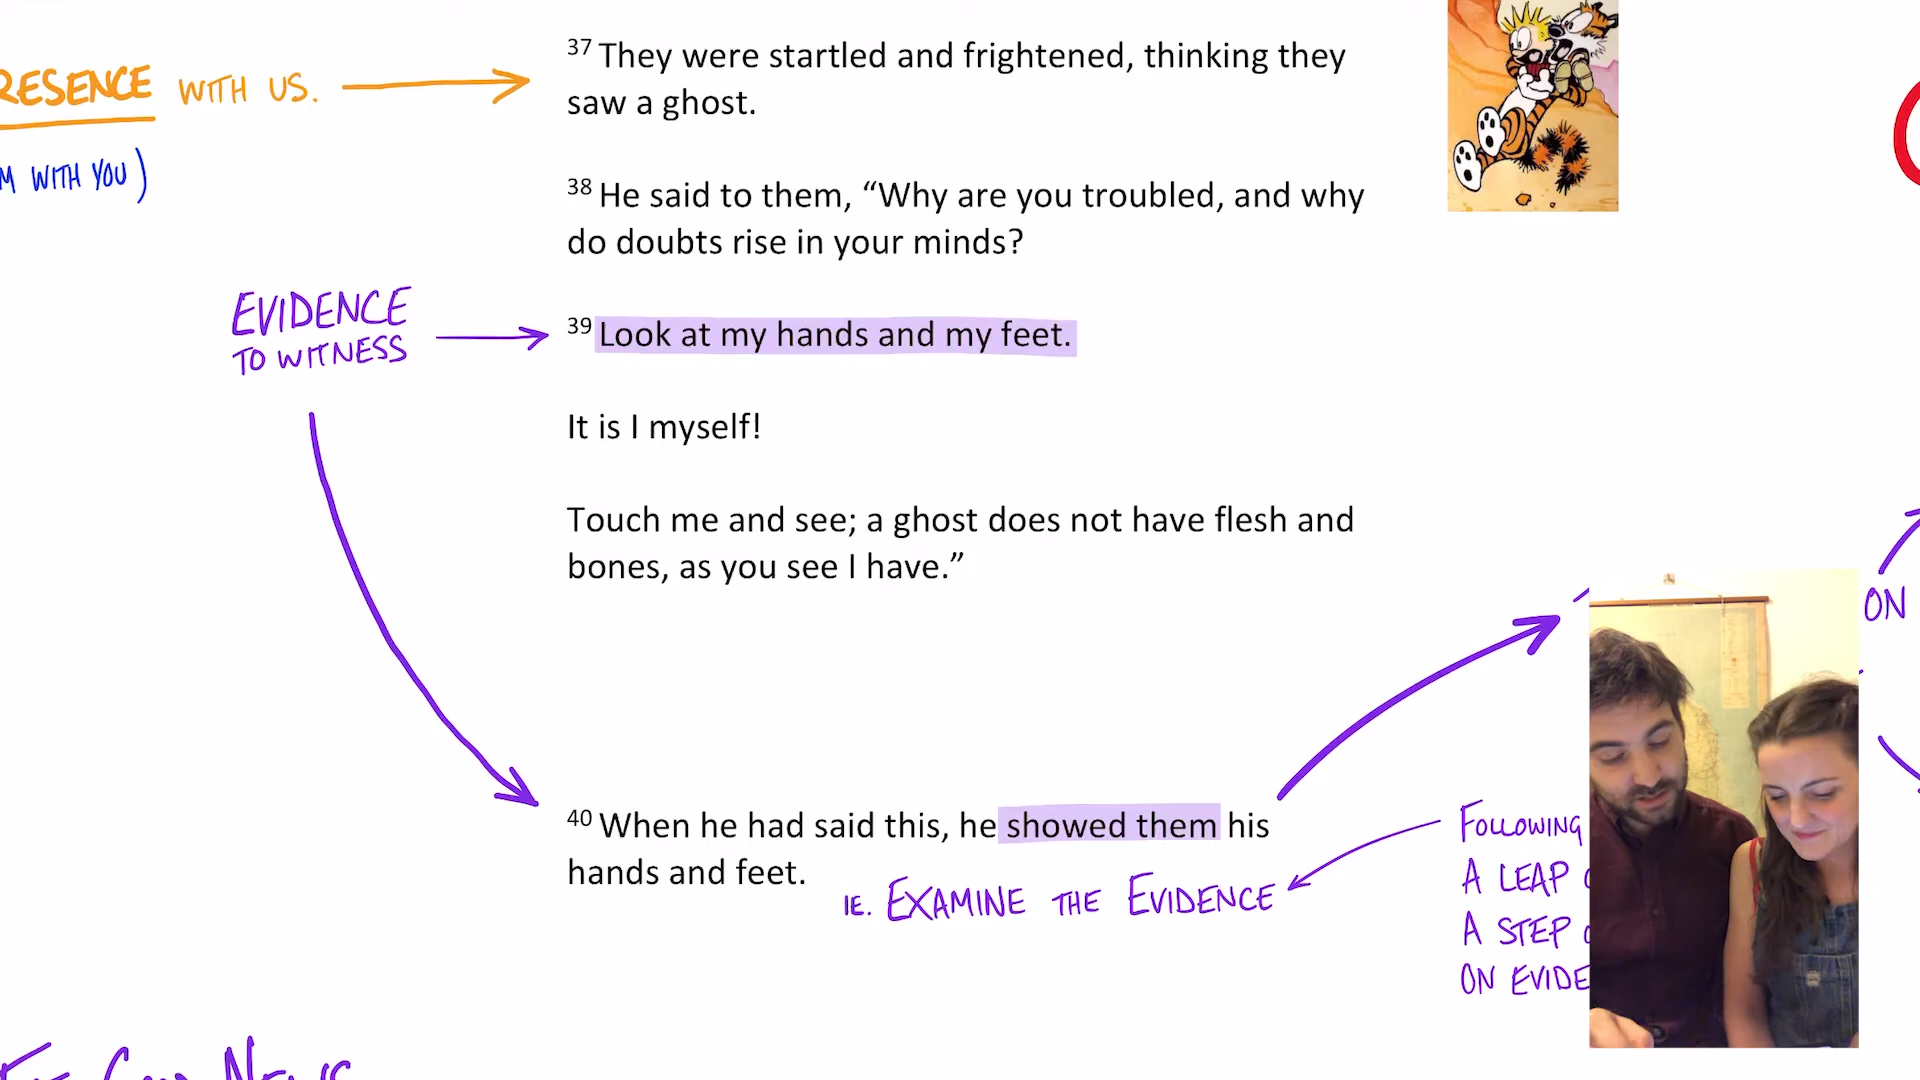 RESENCE WITH US.
M WITH YOU)
37 They were startled and frightened, thinking they
saw a ghost.
38 He said to them, “Why are you troubled, and why
do doubts rise in your minds?
EVIDENCE
TO WITNESS
39 Look at my hands and my feet.
It is I myself!
Touch me and see; a ghost does not have flesh and
bones, as you see I have.”
ON
40 When he had said this, he showed them his
hands and feet.
IE. EXAMINE THE EVIDENCE
FOLLOWING
A LEAP
A STEP
ON EVIDE
NEWS